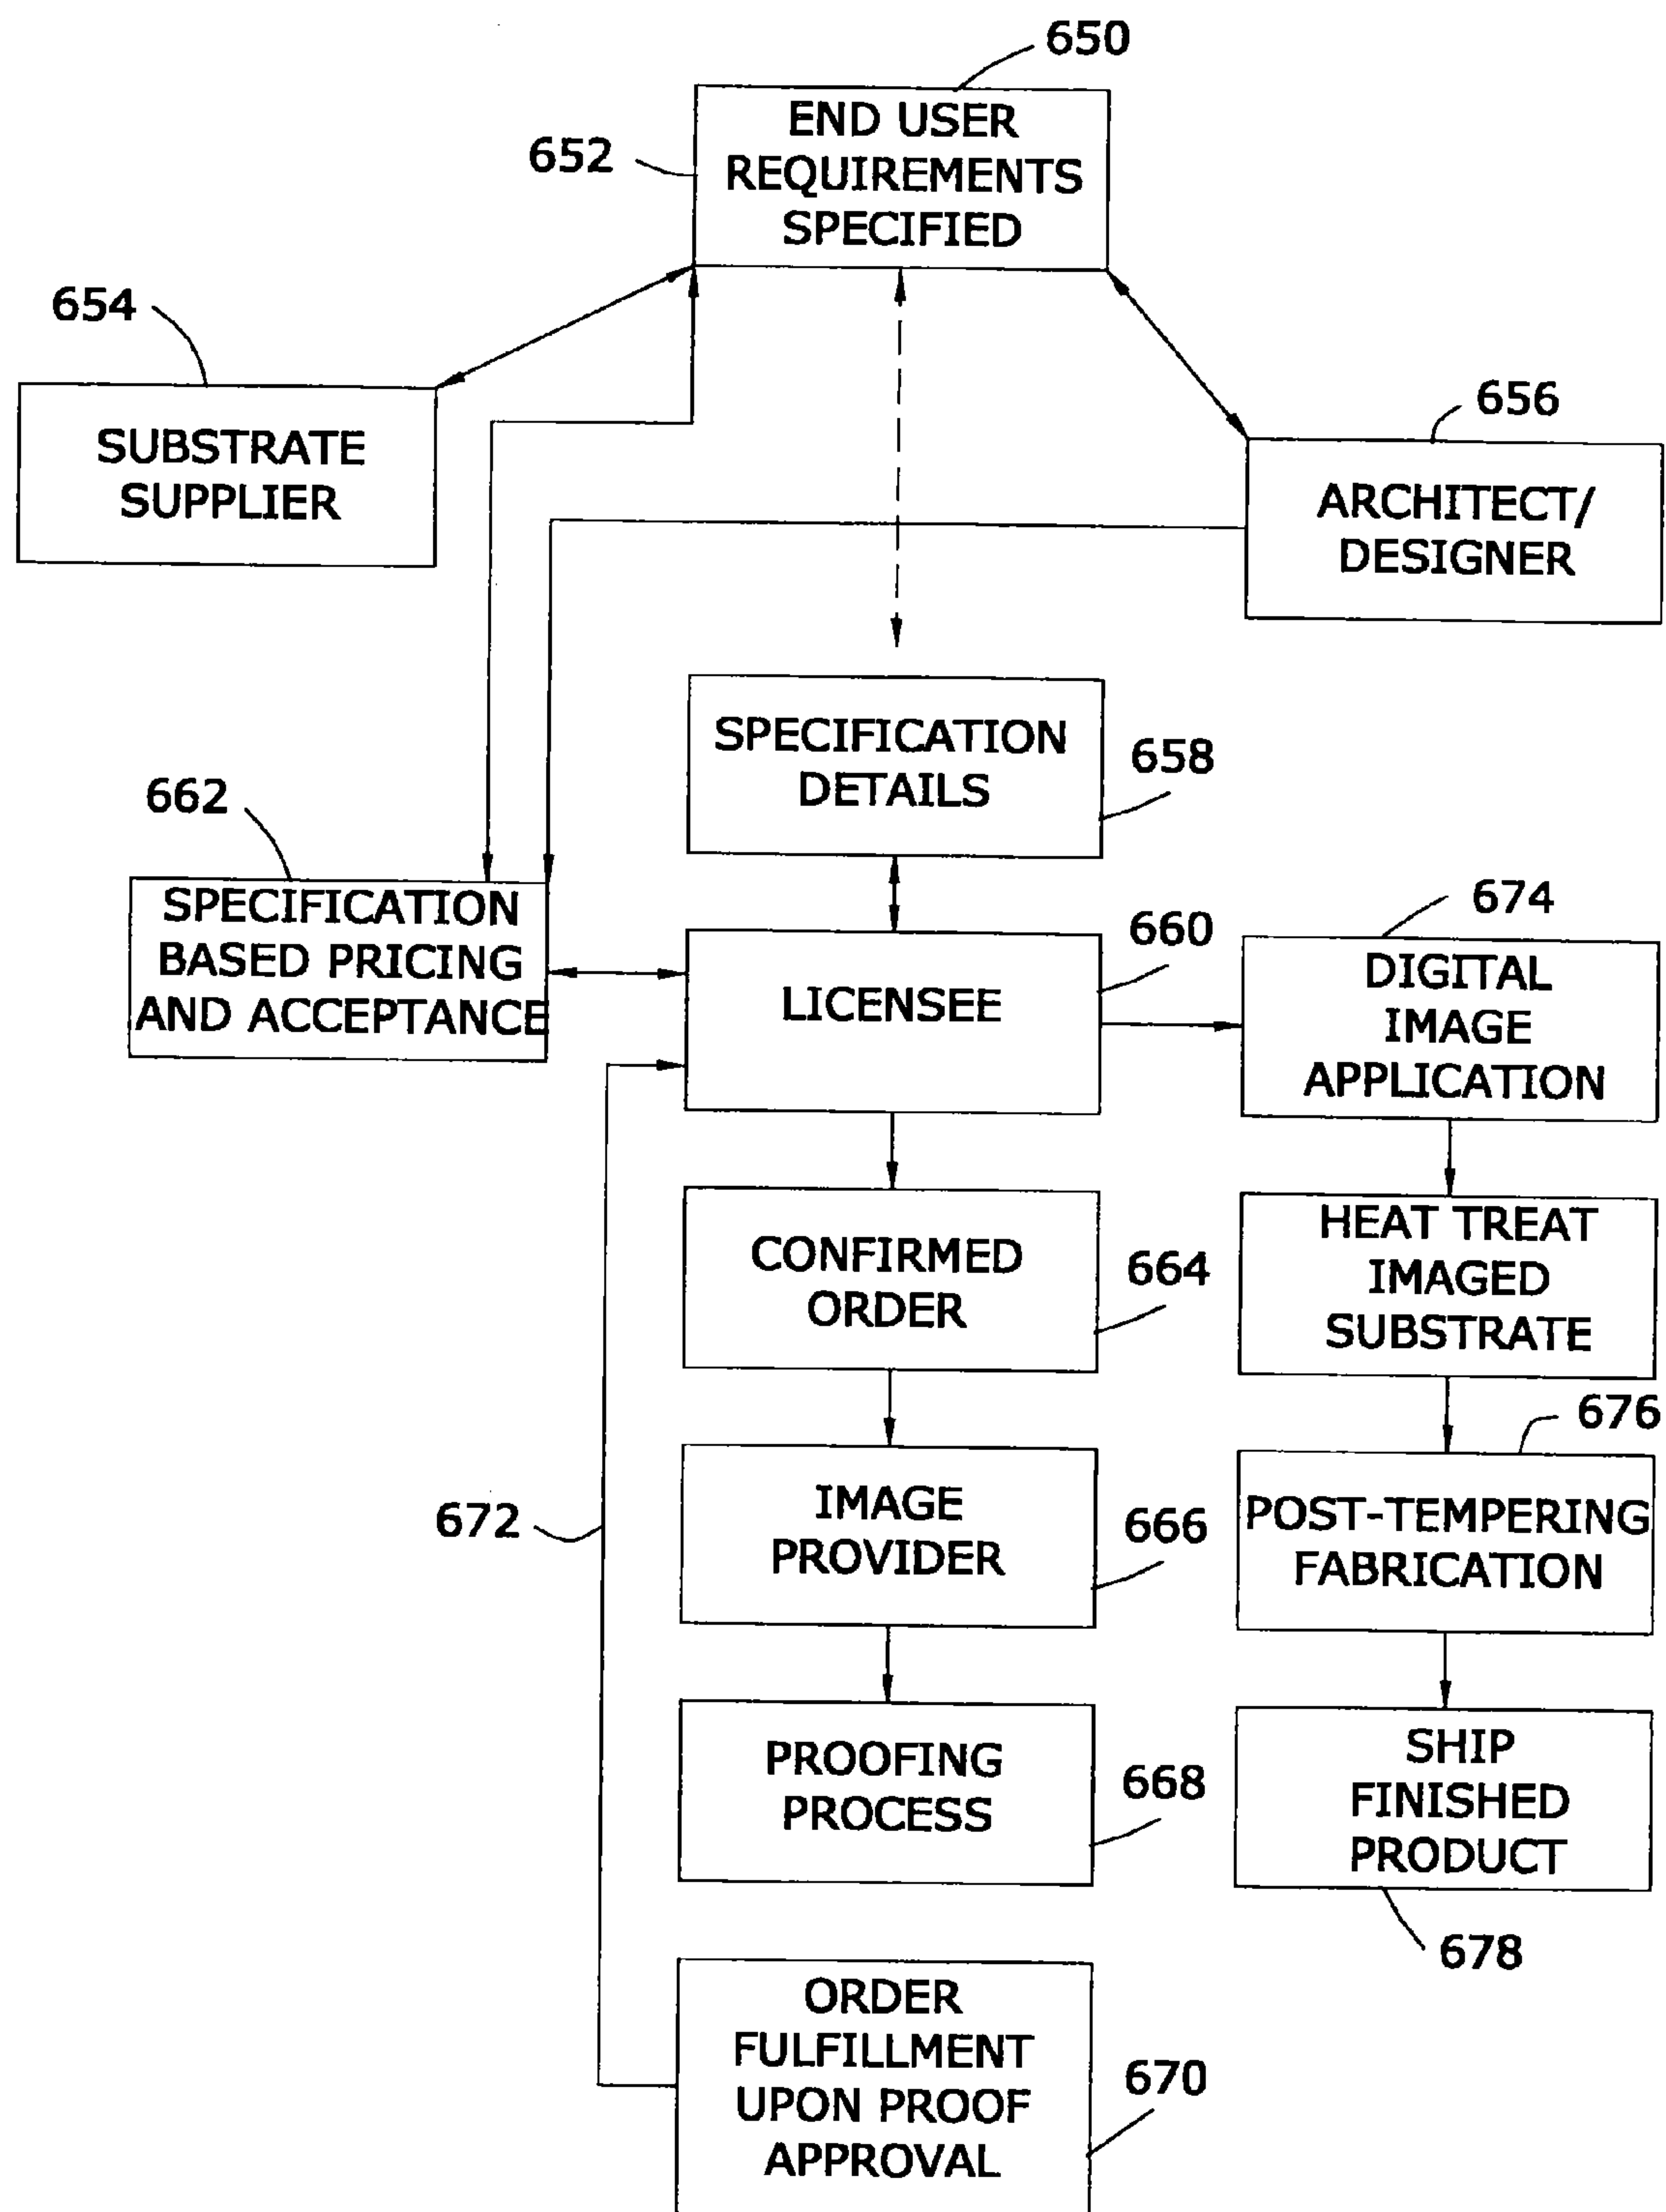 650
652
END USER
REQUIREMENTS
SPECIFIED
654
SUBSTRATE
SUPPLIER
656
ARCHITECT/
DESIGNER
SPECIFICATION
DETAILS
658
662
SPECIFICATION
BASED PRICING
AND ACCEPTANCE
660
LICENSEE
674
DIGITAL
IMAGE
APPLICATION
CONFIRMED
ORDER
664
HEAT TREAT
IMAGED
SUBSTRATE
672
IMAGE
PROVIDER
666
676
POST-TEMPERING
FABRICATION
PROOFING
PROCESS
668
SHIP
FINISHED
PRODUCT
678
ORDER
FULFILLMENT
UPON PROOF
APPROVAL
670